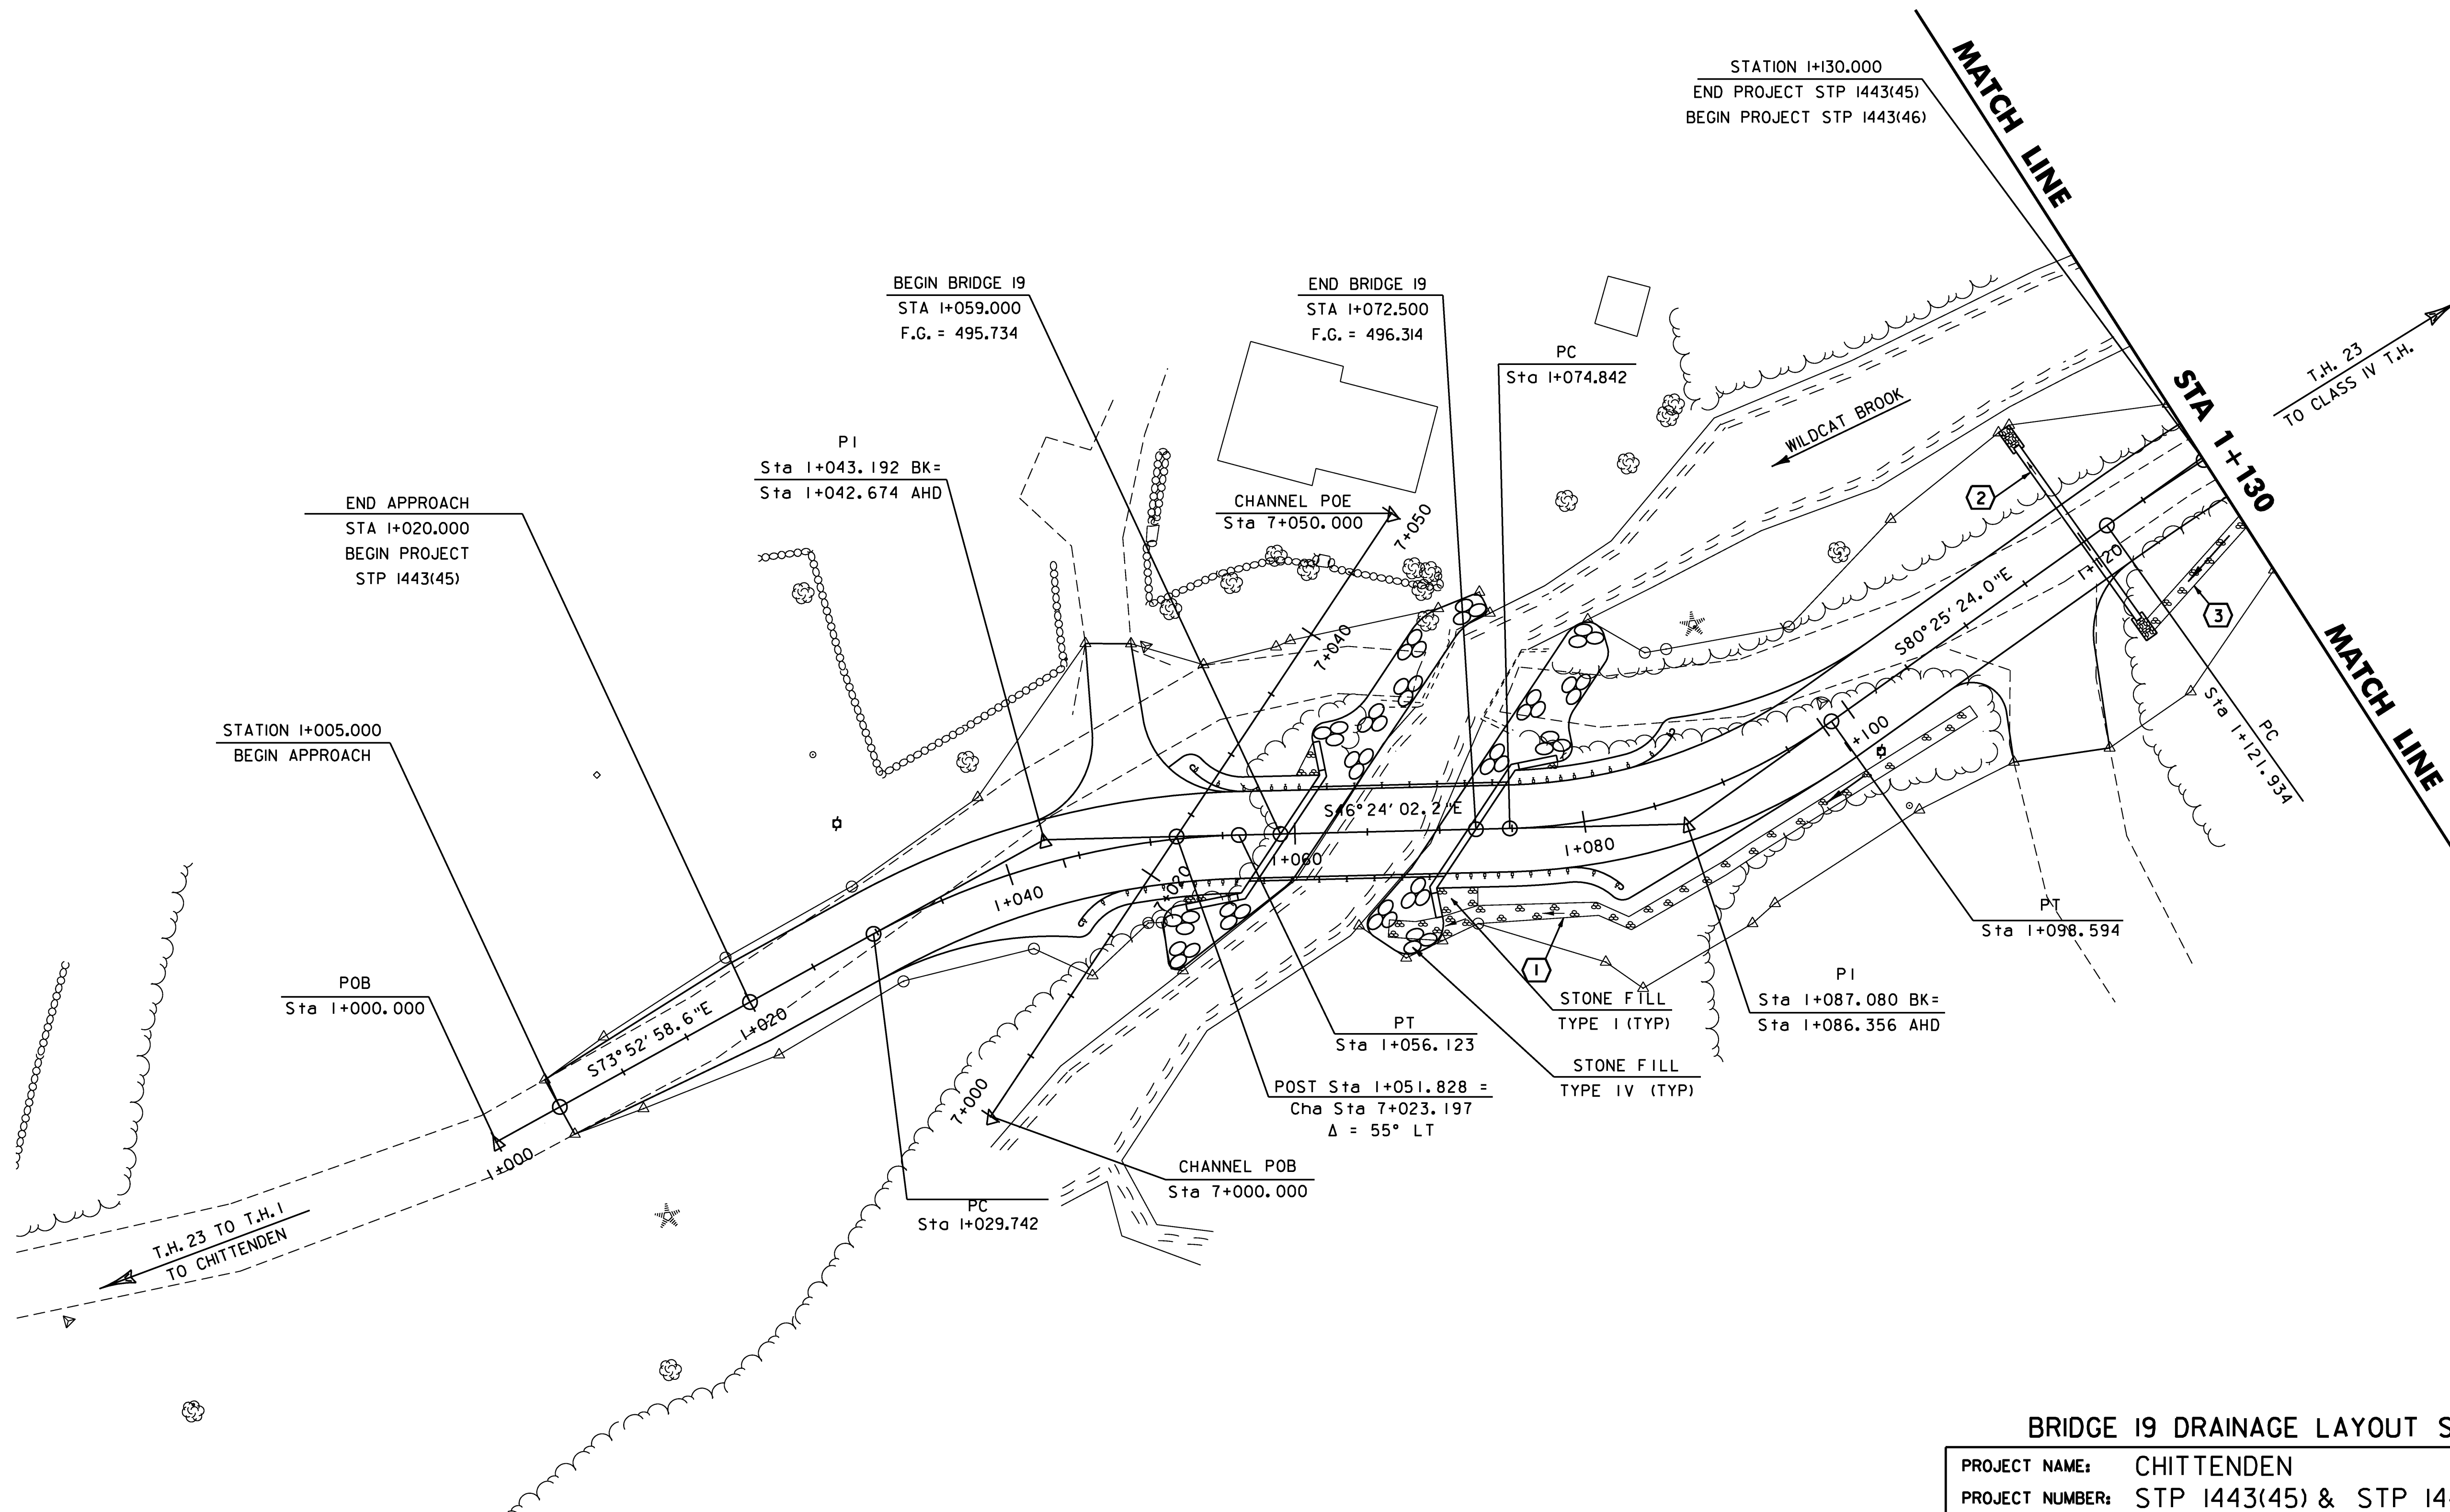 STATION 1+130.000
END PROJECT STP 1443(45)
BEGIN PROJECT STP 1443(46)
MATCH LINE
BEGIN BRIDGE 19
STA 1+059.000
F.G. = 495.734
END BRIDGE 19
STA 1+072.500
F.G. = 496.314
PC
Sta 1+074.842
T.H. 23
TO CLASS IV T.H.
STA 1+130
WILDCAT BROOK
PI
Sta 1+043.192 BK=
Sta 1+042.674 AHD
END APPROACH
STA 1+020.000
BEGIN PROJECT
STP 1443(45)
CHANNEL POE
Sta 7+050.000
7+050
2
1+120
3
S80°25'24.0"E
7+040
MATCH LINE
PC
Sta 1+121.934
STATION 1+005.000
BEGIN APPROACH
1+100
S46°24'02.2"E
1+060
1+080
7+020
1+040
PT
Sta 1+098.594
1
POB
Sta 1+000.000
PI
Sta 1+087.080 BK=
Sta 1+086.356 AHD
STONE FILL
TYPE I (TYP)
1+020
S73°52'58.6"E
PT
Sta 1+056.123
STONE FILL
TYPE IV (TYP)
POST Sta 1+051.828 =
Cha Sta 7+023.197
Δ = 55° LT
7+000
1+000
CHANNEL POB
Sta 7+000.000
PC
Sta 1+029.742
T.H. 23 TO T.H. 1
TO CHITTENDEN
BRIDGE 19 DRAINAGE LAYOUT S
PROJECT NAME: CHITTENDEN
PROJECT NUMBER: STP 1443(45) & STP 14